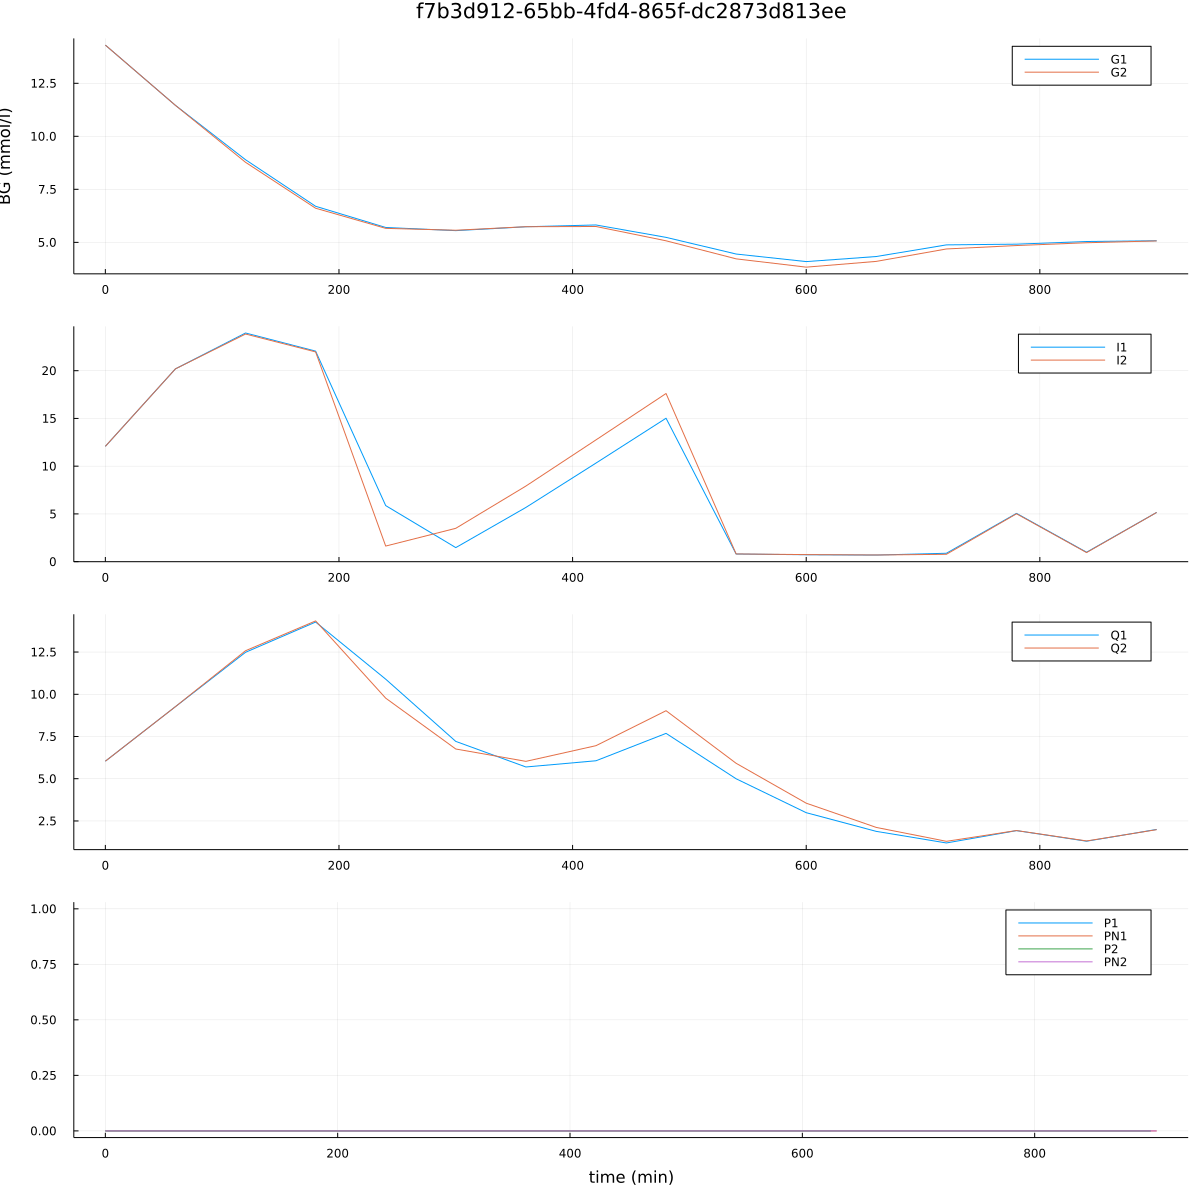 f7b3d912-65bb-4fd4-865f-dc2873d813ee
BG (mmol/l)
12.5
10.0
7.5
5.0
0 200 400 600 800
G1
G2
20
15
10
5
0
0 200 400 600 800
I1
I2
12.5
10.0
7.5
5.0
2.5
0 200 400 600 800
Q1
Q2
1.00
0.75
0.50
0.25
0.00
0 200 400 600 800
P1
PN1
P2
PN2
time (min)